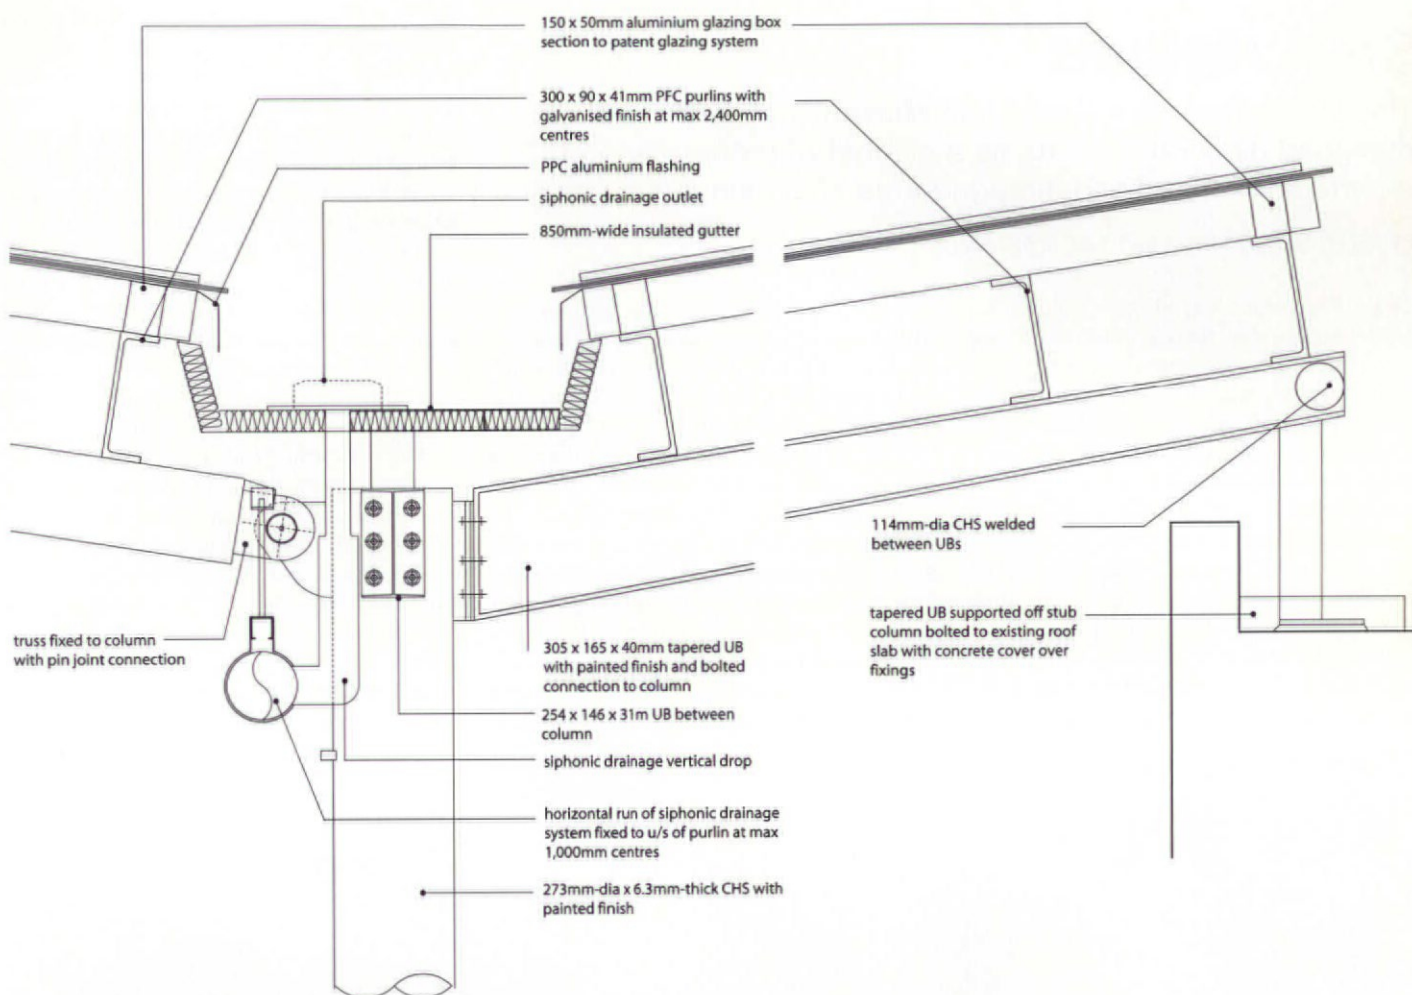 150 x 50mm aluminium glazing box
section to patent glazing system
300 x 90 x 41mm PFC purlins with
galvanised finish at max 2,400mm
centres
PPC aluminium flashing
siphonic drainage outlet
850mm-wide insulated gutter
114mm-dia CHS welded
between UBs
tapered UB supported off stub
column bolted to existing roof
slab with concrete cover over
fixings
truss fixed to column
with pin joint connection
305 x 165 x 40mm tapered UB
with painted finish and bolted
connection to column
254 x 146 x 31m UB between
column
siphonic drainage vertical drop
horizontal run of siphonic drainage
system fixed to u/s of purlin at max
1,000mm centres
273mm-dia x 6.3mm-thick CHS with
painted finish